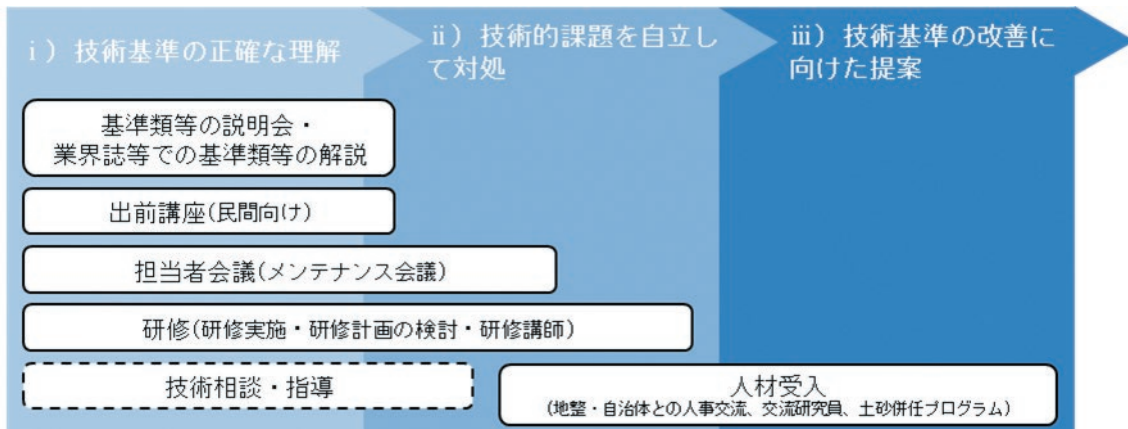 ⅰ）技術基準の正確な理解
ⅱ）技術的課題を自立し
て対処
ⅲ）技術基準の改善に
向けた提案
基準類等の説明会・
業界誌等での基準類等の解説
出前講座(民間向け)
担当者会議(メンテナンス会議)
研修(研修実施・研修計画の検討・研修講師)
技術相談・指導
人材受入
(地整・自治体との人事交流、交流研究員、土砂併任プログラム)